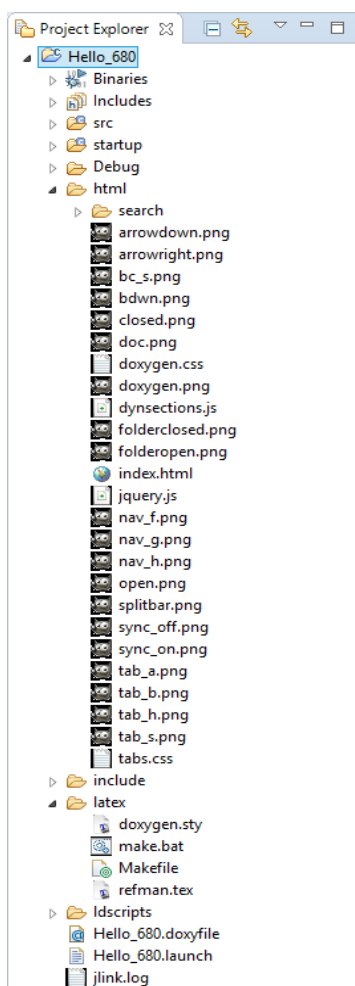 Project Explorer
Hello_680
Binaries
Includes
src
startup
Debug
html
search
arrowdown.png
arrowright.png
bc_s.png
bdwn.png
closed.png
doc.png
doxygen.css
doxygen.png
dynsections.js
folderclosed.png
folderopen.png
index.html
jquery.js
nav_f.png
nav_g.png
nav_h.png
open.png
splitbar.png
sync_off.png
sync_on.png
tab_a.png
tab_b.png
tab_h.png
tab_s.png
tabs.css
include
latex
doxygen.sty
make.bat
Makefile
refman.tex
ldscripts
Hello_680.doxyfile
Hello_680.launch
jlink.log